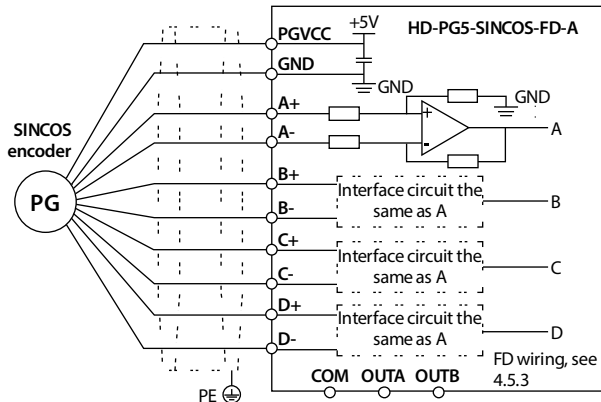 HD-PG5-SINCOS-FD-A
+5V
PGVCC
GND
GND
GND
SINCOS
encoder
PG
A+
+
A
A-
-
B+
Interface circuit the
same as A
B
B-
C+
Interface circuit the
same as A
C
C-
D+
Interface circuit the
same as A
D
D-
FD wiring, see
4.5.3
COM OUTA OUTB
PE